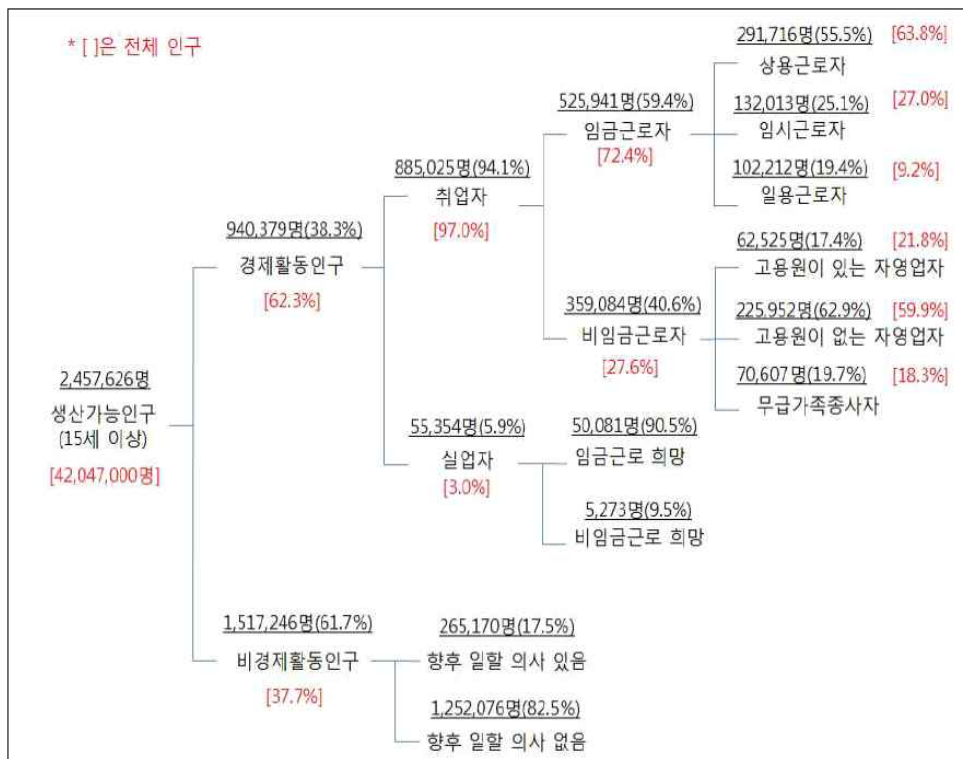 * [ ]은 전체 인구
291,716명(55.5%) [63.8%]
상용근로자
525,941명(59.4%)
임금근로자
[72.4%]
132,013명(25.1%) [27.0%]
임시근로자
102,212명(19.4%) [9.2%]
일용근로자
885,025명(94.1%)
취업자
[97.0%]
940,379명(38.3%)
경제활동인구
[62.3%]
62,525명(17.4%) [21.8%]
고용원이 있는 자영업자
359,084명(40.6%)
비임금근로자
[27.6%]
225,952명(62.9%) [59.9%]
고용원이 없는 자영업자
70,607명(19.7%) [18.3%]
무급가족종사자
2,457,626명
생산가능인구
(15세 이상)
[42,047,000명]
55,354명(5.9%)
실업자
[3.0%]
50,081명(90.5%)
임금근로 희망
5,273명(9.5%)
비임금근로 희망
1,517,246명(61.7%)
비경제활동인구
[37.7%]
265,170명(17.5%)
향후 일할 의사 있음
1,252,076명(82.5%)
향후 일할 의사 없음